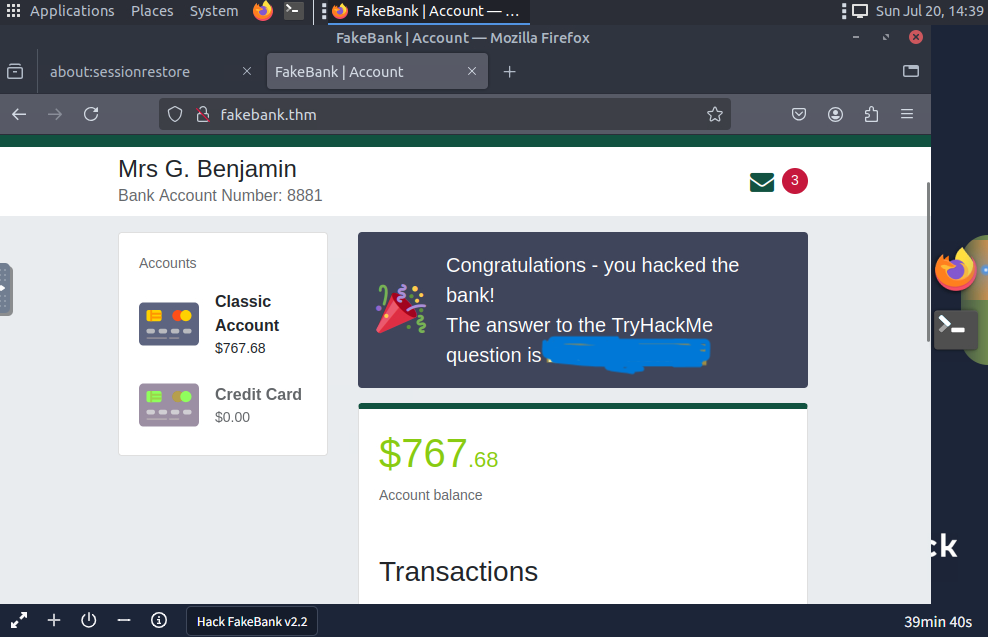 Applications Places System FakeBank | Account — ... Sun Jul 20, 14:39
FakeBank | Account — Mozilla Firefox
about:sessionrestore
FakeBank | Account
fakebank.thm
Mrs G. Benjamin
Bank Account Number: 8881
3
Accounts
Classic
Account
$767.68
Credit Card
$0.00
Congratulations - you hacked the
bank!
The answer to the TryHackMe
question is
$767.68
Account balance
Transactions
ck
Hack FakeBank v2.2
39min 40s